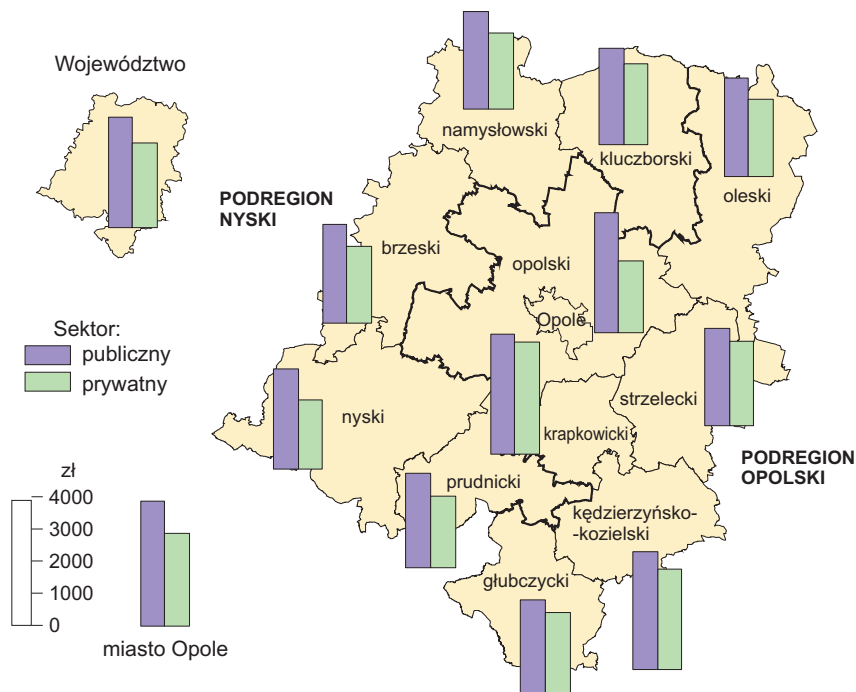 Województwo
namysłowski
kluczborski
oleski
PODREGION
NYSKI
brzeski
opolski
Opole
Sektor:
publiczny
prywatny
nyski
strzelecki
krapkowicki
PODREGION
OPOLSKI
prudnicki
kędzierzyńsko-
-kozielski
głubczycki
zł
4000
3000
2000
1000
0
miasto Opole